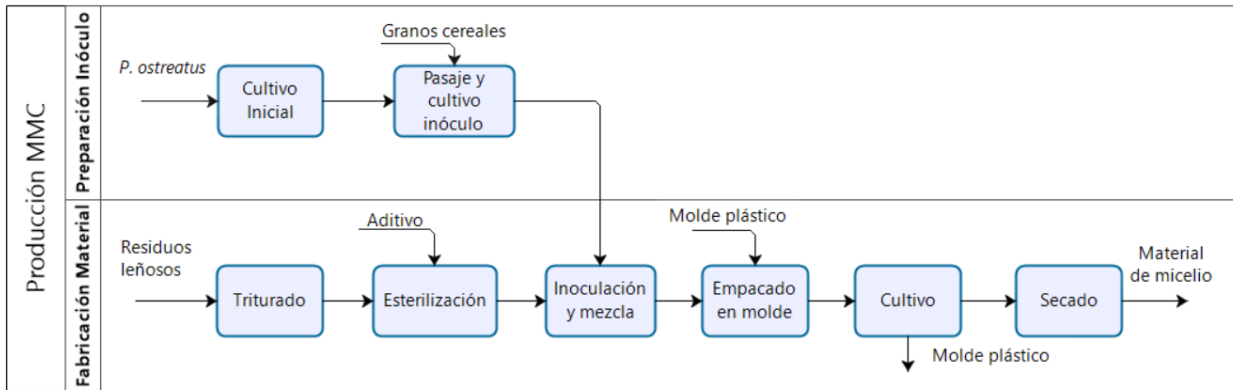 Producción MMC
Preparación Inóculo
Granos cereales
P. ostreatus
Cultivo
Inicial
Pasaje y
cultivo
inóculo
Fabricación Material
Residuos
leñosos
Triturado
Aditivo
Esterilización
Inoculación
y mezcla
Molde plástico
Empacado
en molde
Cultivo
Molde plástico
Secado
Material
de micelio